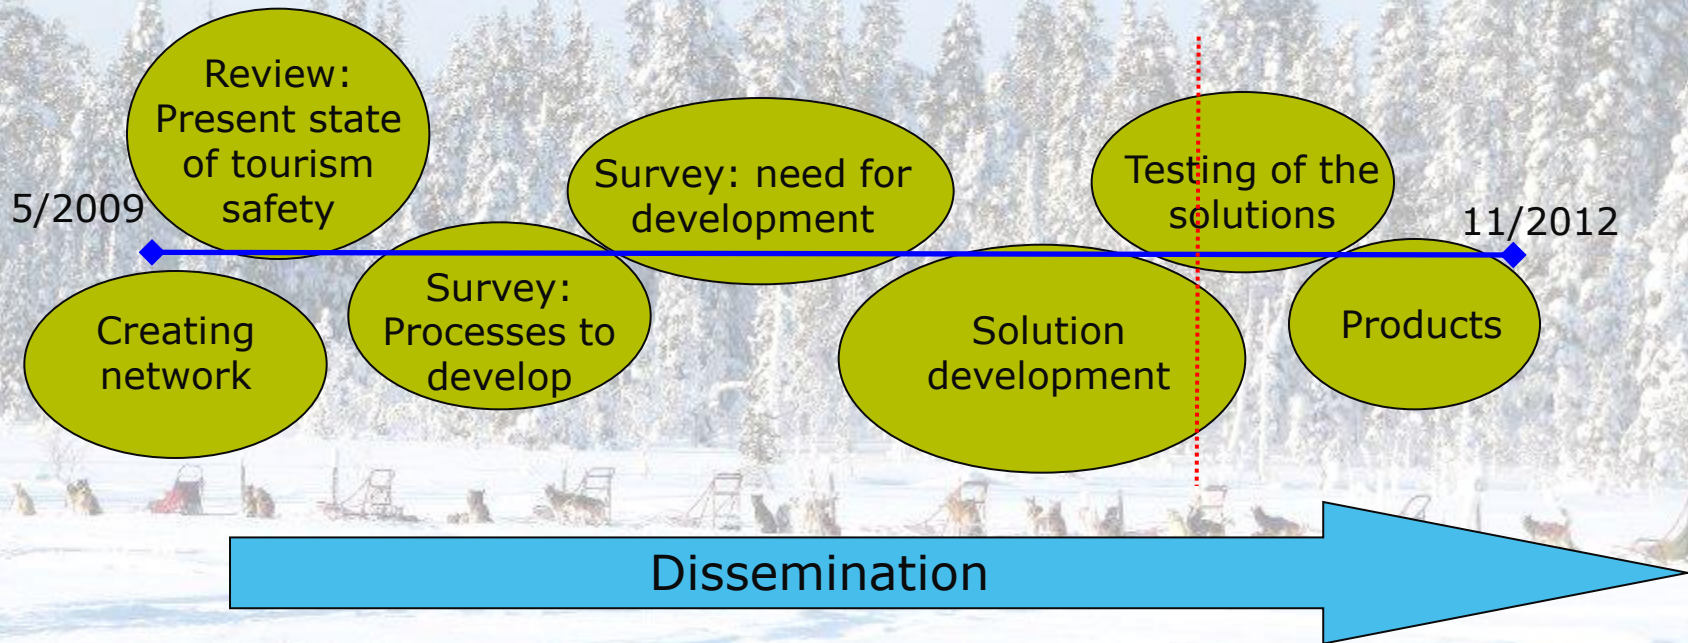 Review:
Present state
of tourism
safety
5/2009
Creating
network
Survey:
Processes to
develop
Survey: need for
development
Solution
development
Testing of the
solutions
11/2012
Products
Dissemination